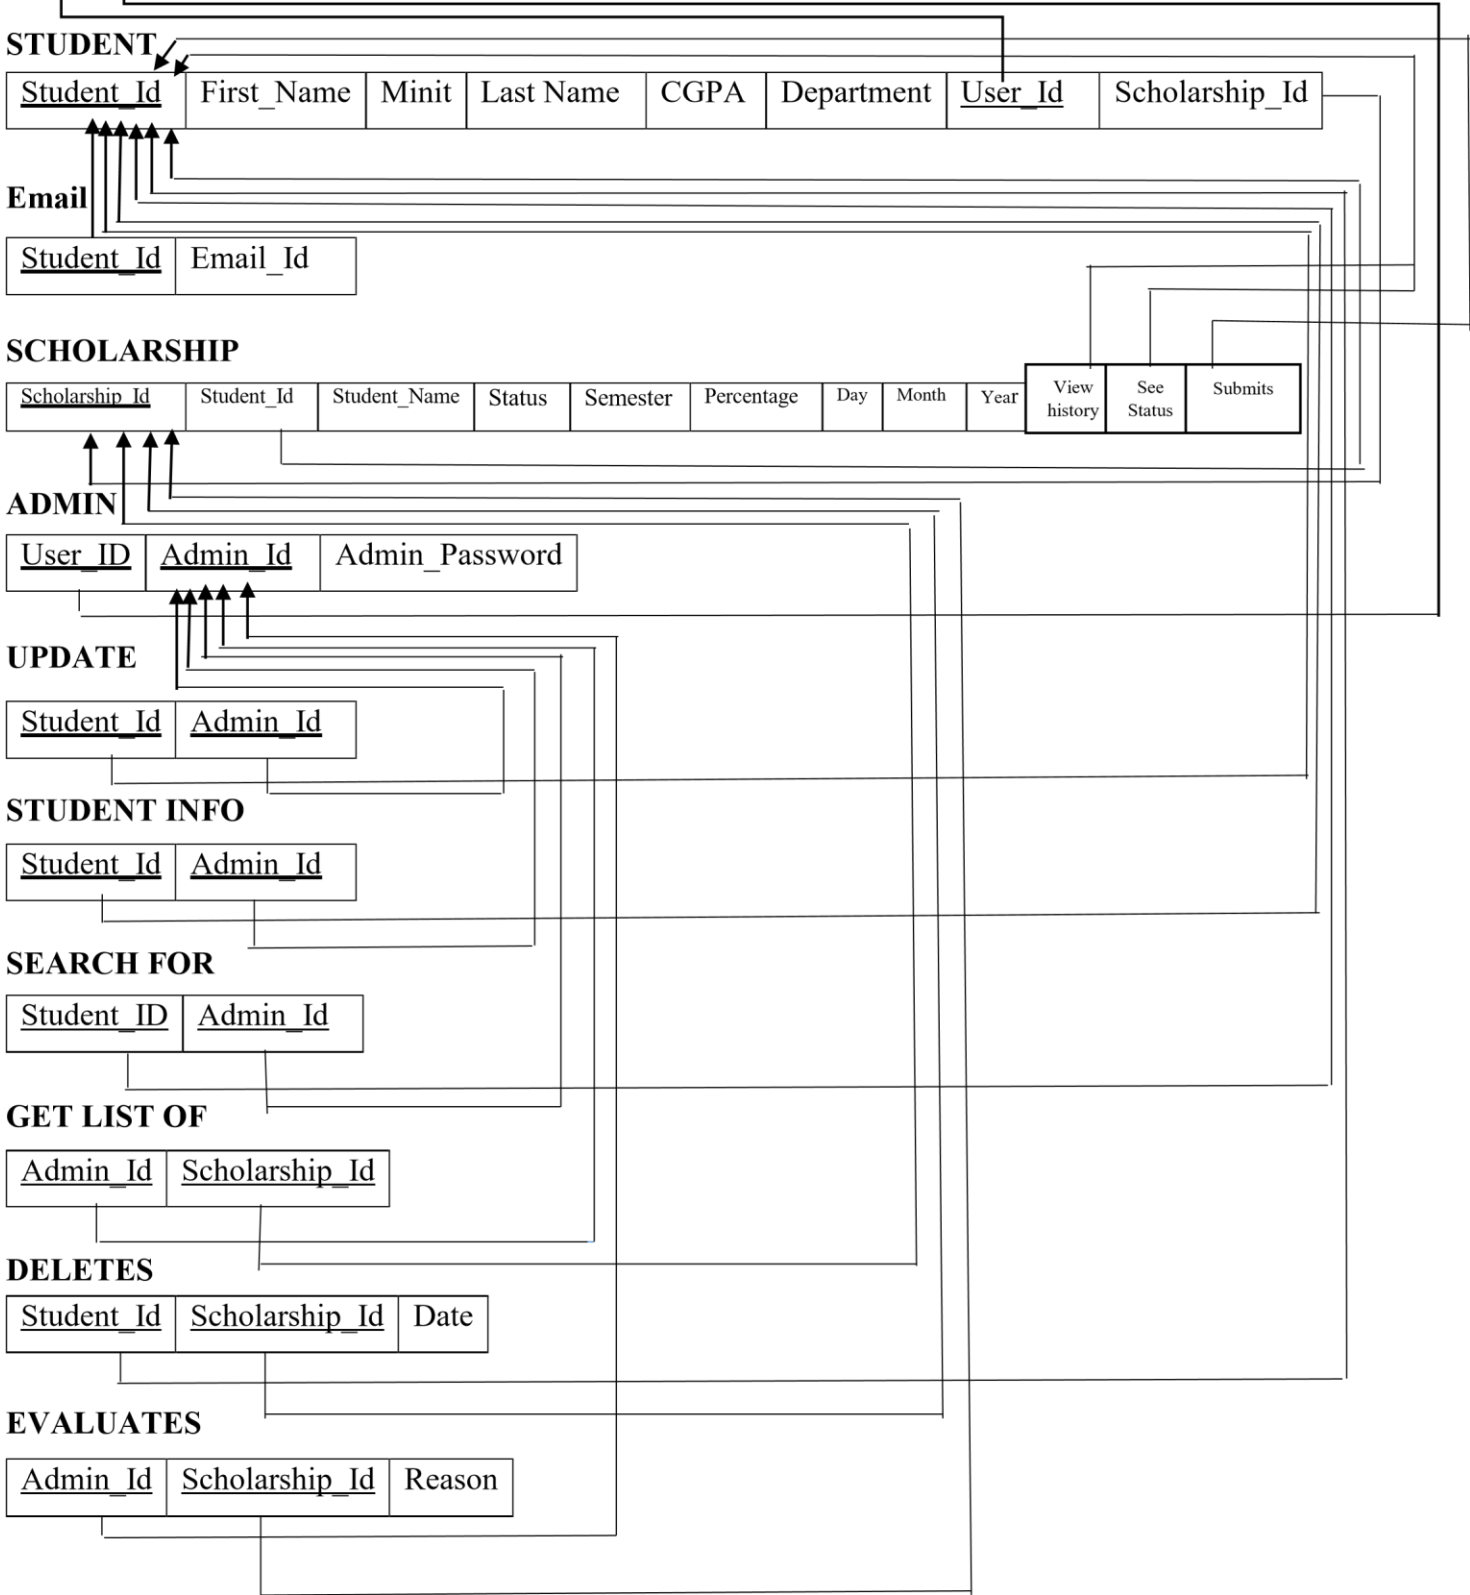 STUDENT
Student_Id First_Name Minit Last Name CGPA Department User_Id Scholarship_Id
Email
Student_Id Email_Id
SCHOLARSHIP
Scholarship_Id Student_Id Student_Name Status Semester Percentage Day Month Year View history See Status Submits
ADMIN
User_ID Admin_Id Admin_Password
UPDATE
Student_Id Admin_Id
STUDENT INFO
Student_Id Admin_Id
SEARCH FOR
Student_ID Admin_Id
GET LIST OF
Admin_Id Scholarship_Id
DELETES
Student_Id Scholarship_Id Date
EVALUATES
Admin_Id Scholarship_Id Reason